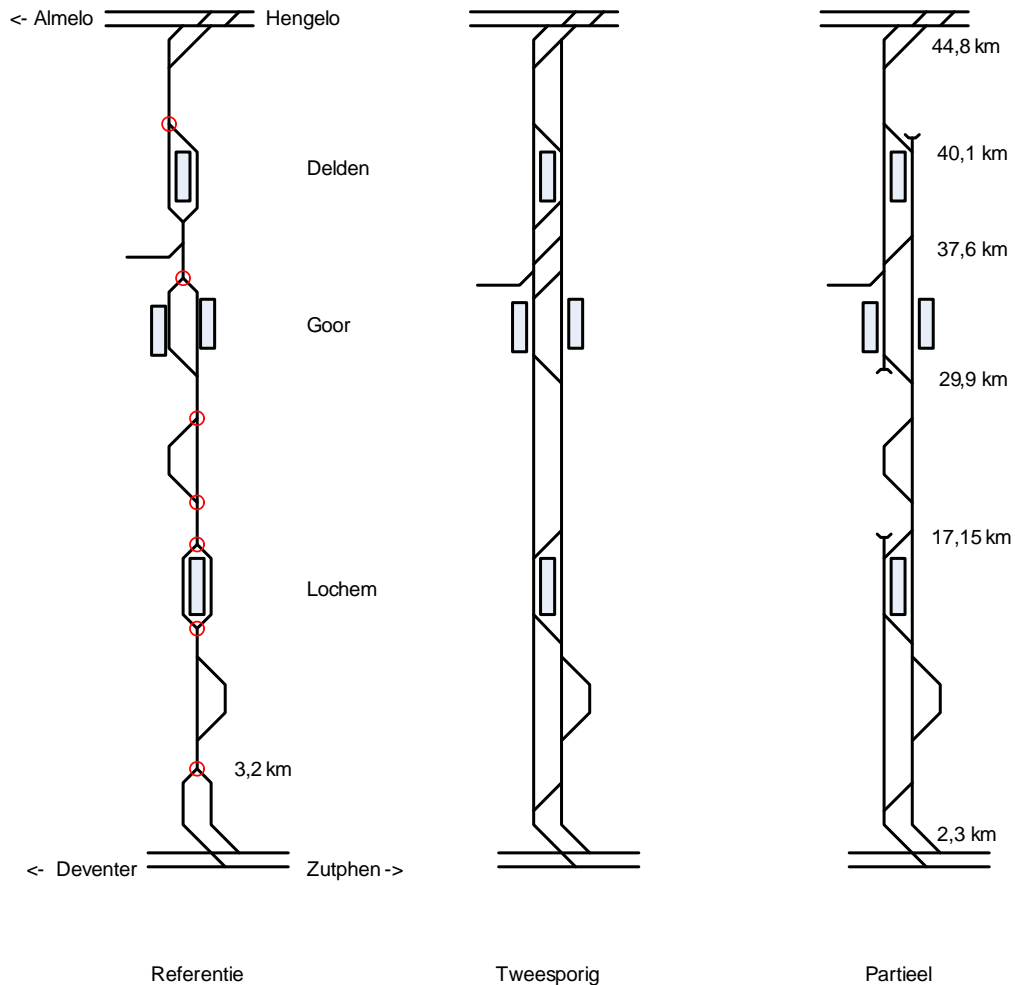 <- Almelo Hengelo
44,8 km
Delden 40,1 km
37,6 km
Goor
29,9 km
17,15 km
Lochem
3,2 km
2,3 km
<- Deventer Zutphen ->
Referentie Tweesporig Partieel